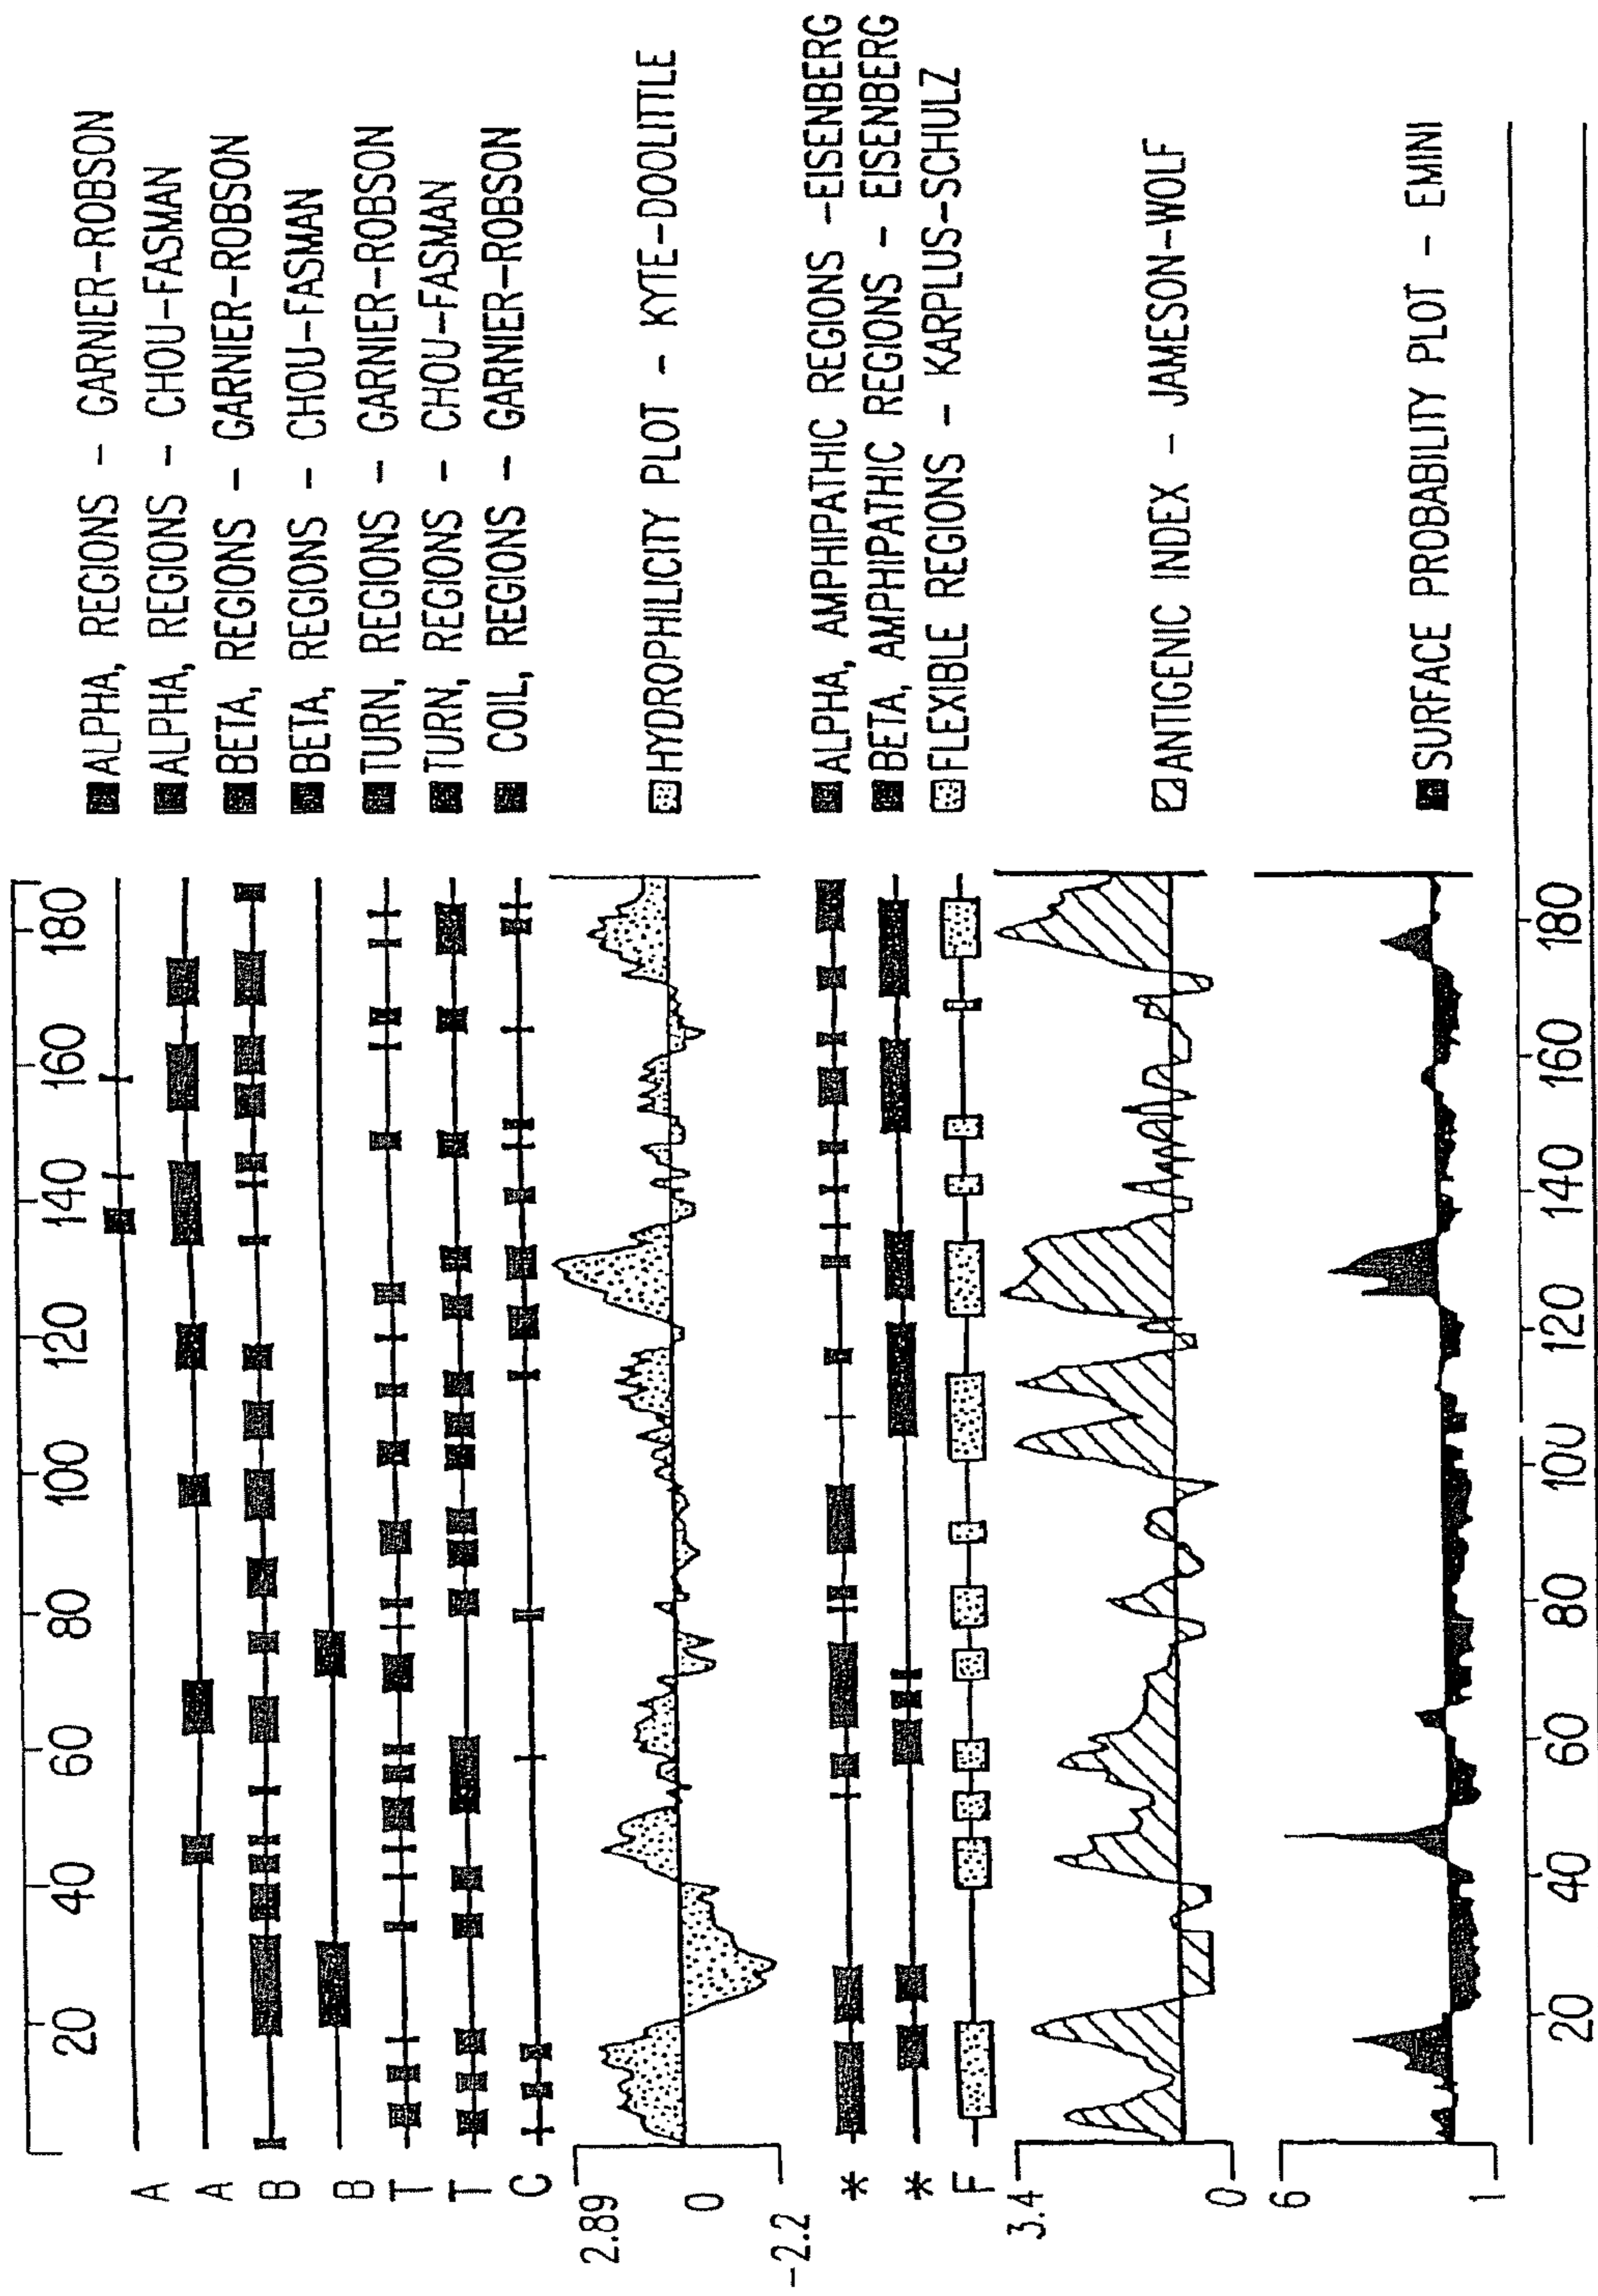 20 40 60 80 100 120 140 160 180
A ALPHA, REGIONS - GARNIER-ROBSON
A ALPHA, REGIONS - CHOU-FASMAN
B BETA, REGIONS - GARNIER-ROBSON
B BETA, REGIONS - CHOU-FASMAN
T TURN, REGIONS - GARNIER-ROBSON
T TURN, REGIONS - CHOU-FASMAN
C COIL, REGIONS - GARNIER-ROBSON
2.89
HYDROPHILICITY PLOT - KYTE-DOOLITTLE
0
-2.2
* ALPHA, AMPHIPATHIC REGIONS -EISENBERG
* BETA, AMPHIPATHIC REGIONS - EISENBERG
F FLEXIBLE REGIONS - KARPLUS-SCHULZ
3.4
ANTIGENIC INDEX - JAMESON-WOLF
0
6
SURFACE PROBABILITY PLOT - EMINI
1
20 40 60 80 100 120 140 160 180